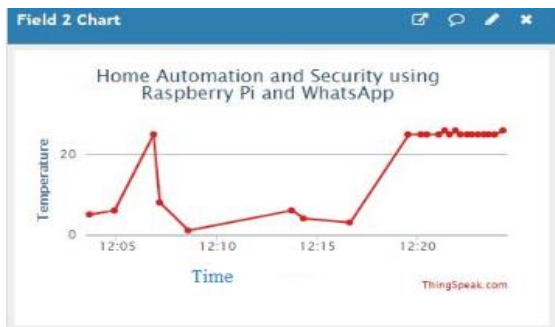 Field 2 Chart
Home Automation and Security using
Raspberry Pi and WhatsApp
Temperature
20
0
12:05 12:10 12:15 12:20
Time
ThingSpeak.com